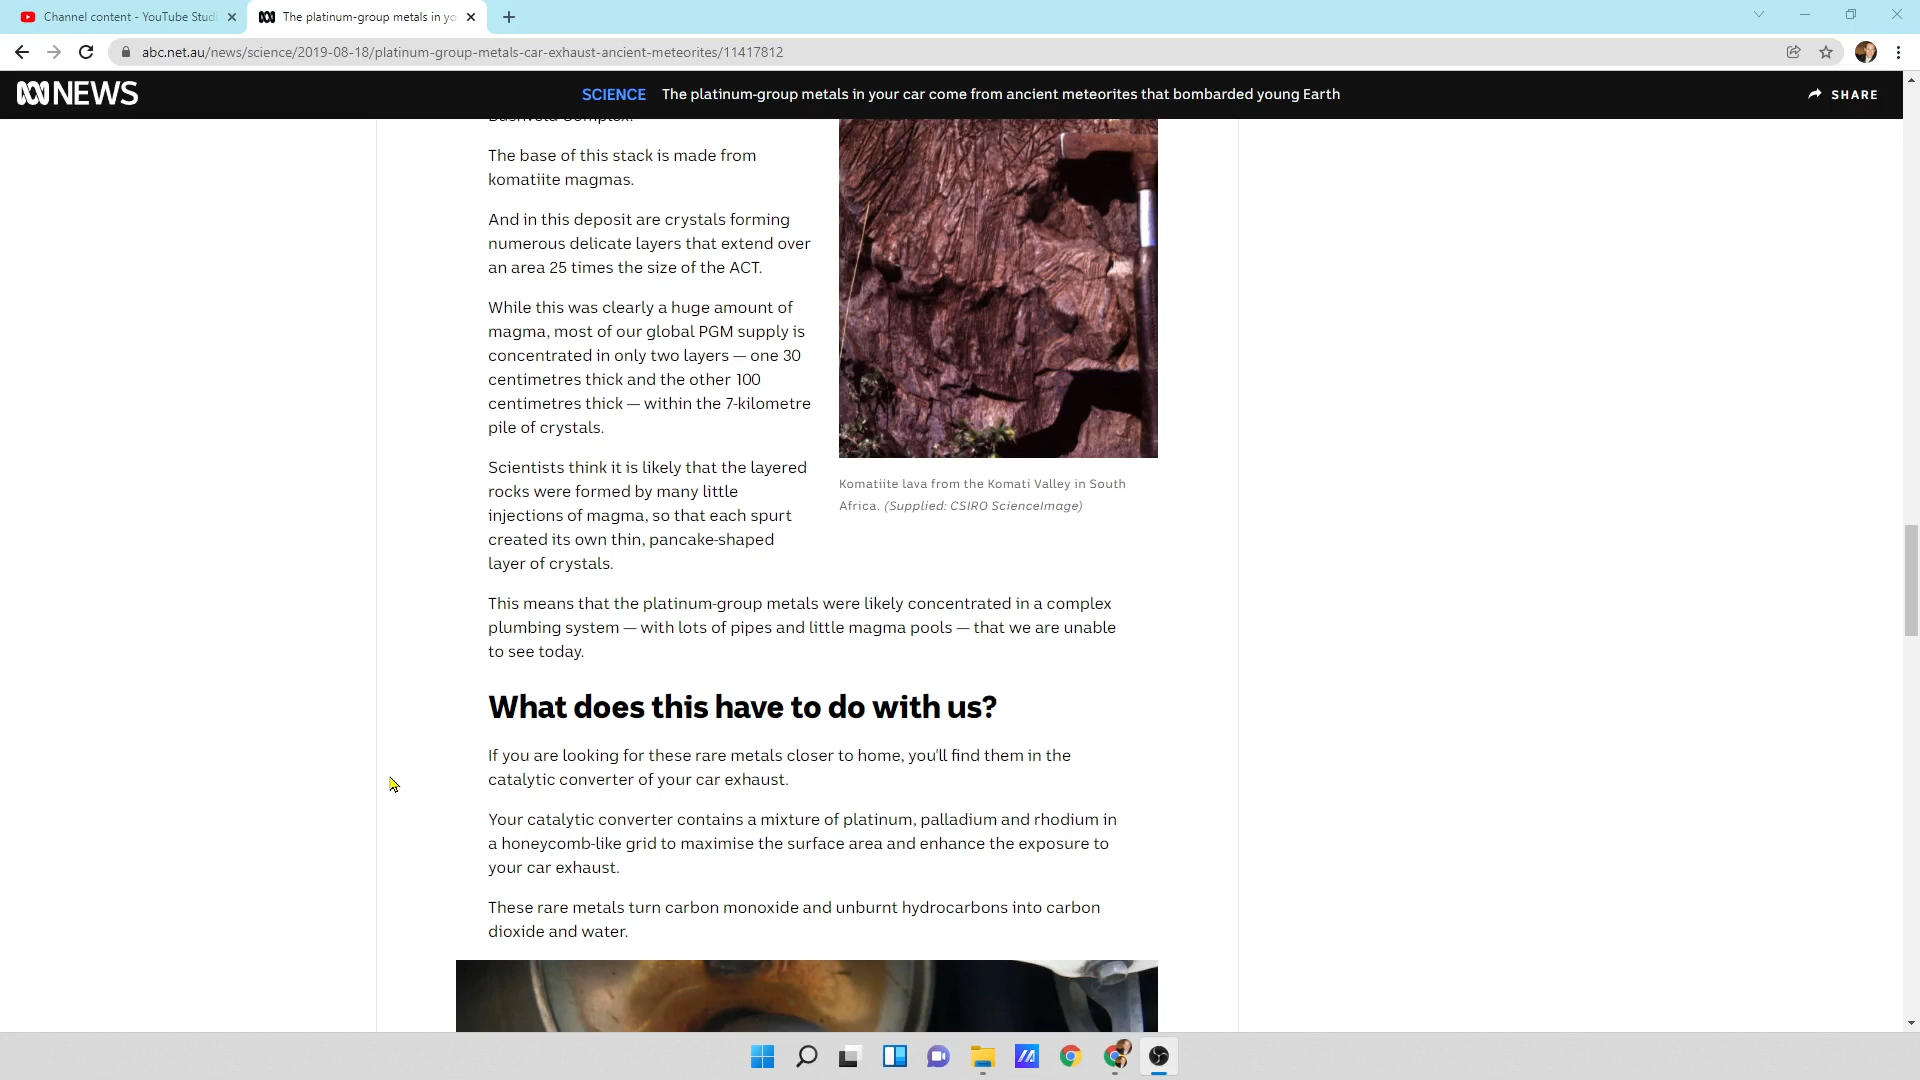 Channel content - YouTube Studi
The platinum-group metals in yo
abc.net.au/news/science/2019-08-18/platinum-group-metals-car-exhaust-ancient-meteorites/11417812
NEWS
SCIENCE The platinum-group metals in your car come from ancient meteorites that bombarded young Earth
SHARE
Bushveld Complex.
The base of this stack is made from
komatiite magmas.
And in this deposit are crystals forming
numerous delicate layers that extend over
an area 25 times the size of the ACT.
While this was clearly a huge amount of
magma, most of our global PGM supply is
concentrated in only two layers — one 30
centimetres thick and the other 100
centimetres thick — within the 7-kilometre
pile of crystals.
Scientists think it is likely that the layered
rocks were formed by many little
injections of magma, so that each spurt
created its own thin, pancake-shaped
layer of crystals.
Komatiite lava from the Komati Valley in South
Africa. (Supplied: CSIRO ScienceImage)
This means that the platinum-group metals were likely concentrated in a complex
plumbing system — with lots of pipes and little magma pools — that we are unable
to see today.
What does this have to do with us?
If you are looking for these rare metals closer to home, you'll find them in the
catalytic converter of your car exhaust.
Your catalytic converter contains a mixture of platinum, palladium and rhodium in
a honeycomb-like grid to maximise the surface area and enhance the exposure to
your car exhaust.
These rare metals turn carbon monoxide and unburnt hydrocarbons into carbon
dioxide and water.